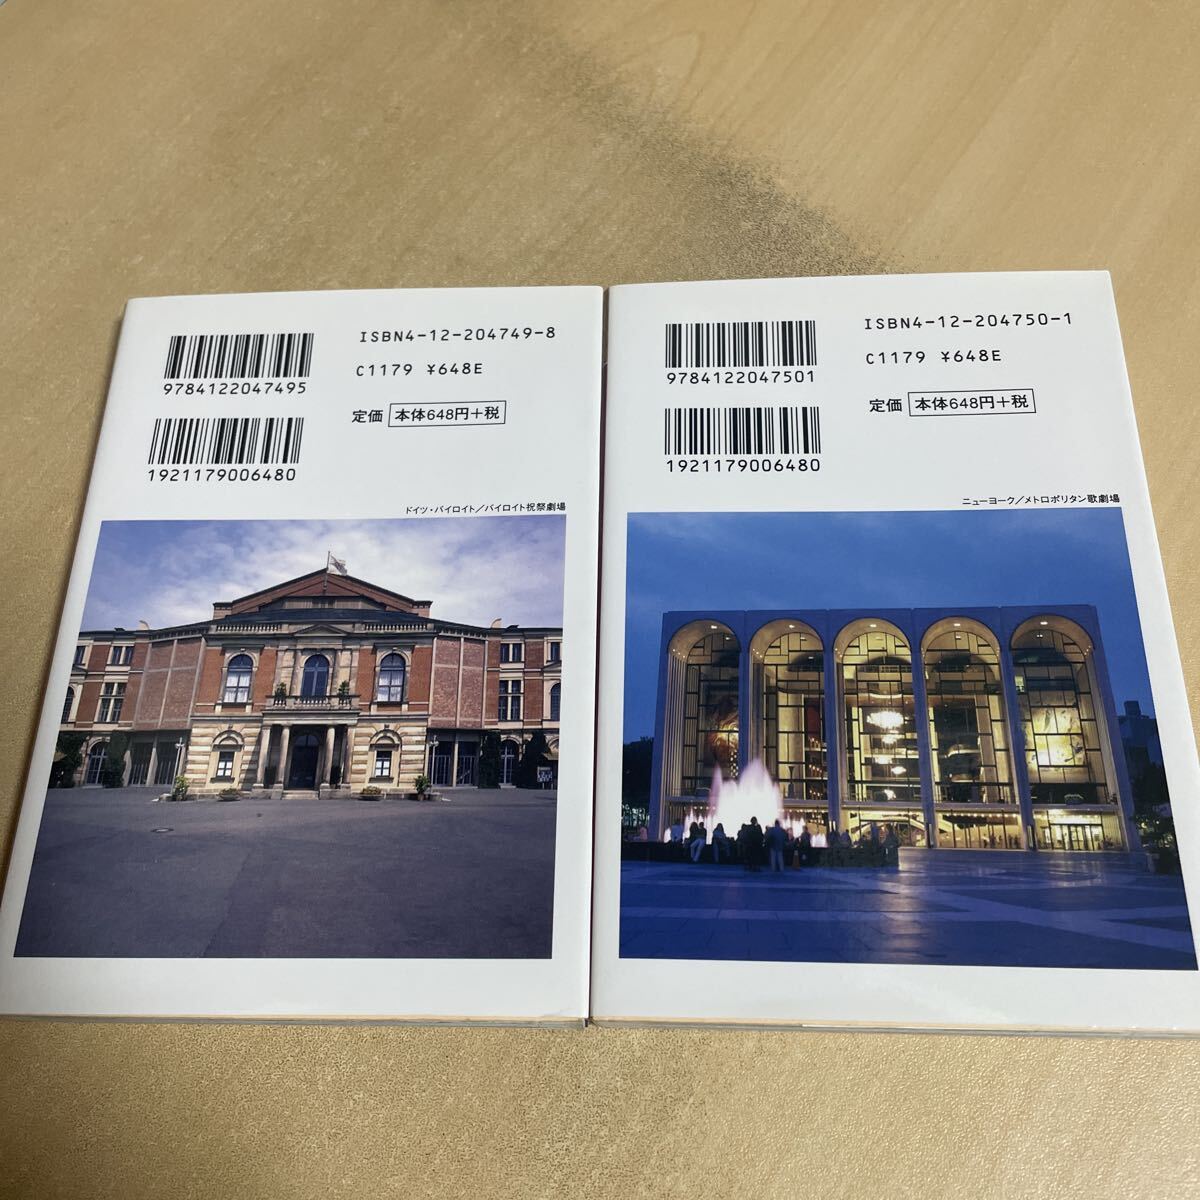 ISBN4-12-204749-8
9784122047495
C1179 ¥648E
定価 本体648円+税
1921179006480
ドイツ・バイロイト/バイロイト祝祭劇場
ISBN4-12-204750-1
9784122047501
C1179 ¥648E
定価 本体648円+税
1921179006480
ニューヨーク/メトロポリタン歌劇場